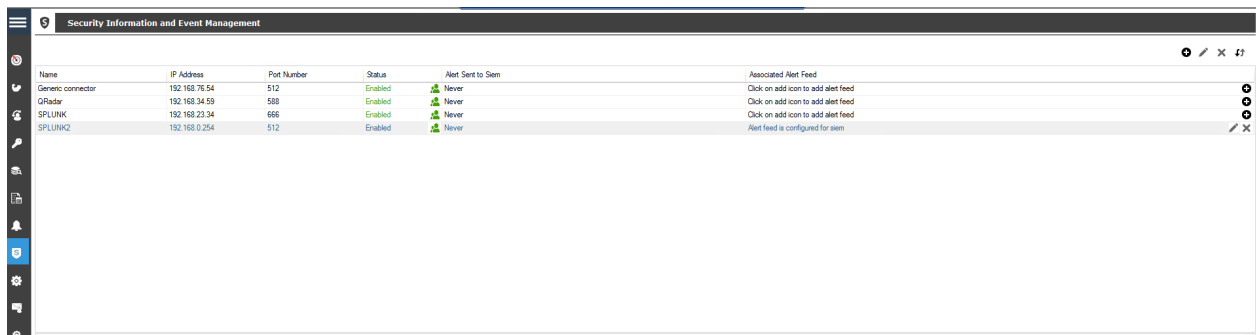 S Security Information and Event Management
Name IP Address Port Number Status Alert Sent to Siem Associated Alert Feed
Generic connector 192.168.76.54 512 Enabled Never Click on add icon to add alert feed
QRadar 192.168.34.59 588 Enabled Never Click on add icon to add alert feed
SPLUNK 192.168.23.34 666 Enabled Never Click on add icon to add alert feed
SPLUNK2 192.168.0.254 512 Enabled Never Alert feed is configured for siem
S